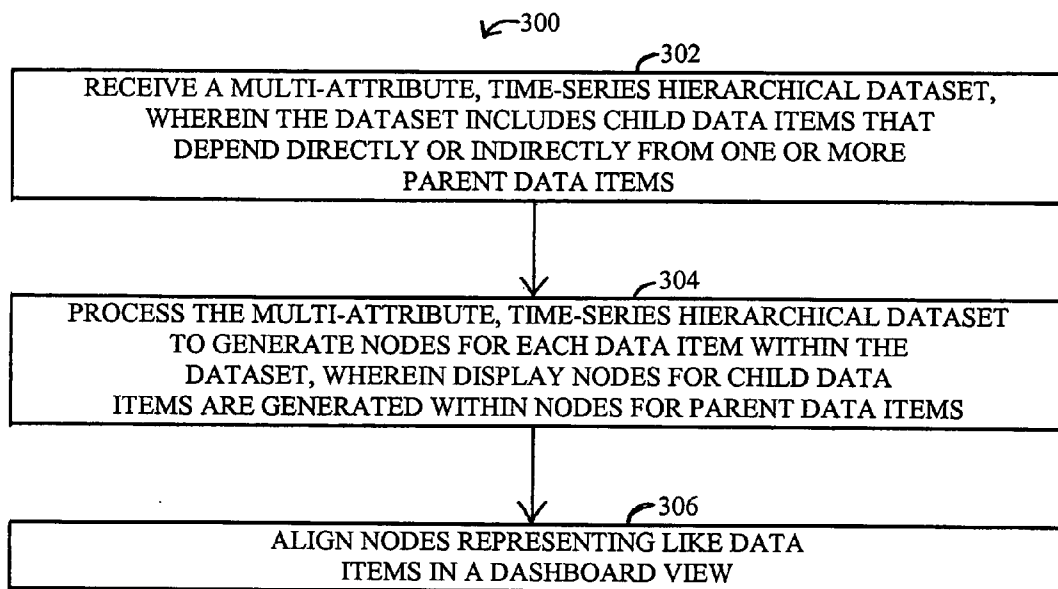 300
302
RECEIVE A MULTI-ATTRIBUTE, TIME-SERIES HIERARCHICAL DATASET,
WHEREIN THE DATASET INCLUDES CHILD DATA ITEMS THAT
DEPEND DIRECTLY OR INDIRECTLY FROM ONE OR MORE
PARENT DATA ITEMS
304
PROCESS THE MULTI-ATTRIBUTE, TIME-SERIES HIERARCHICAL DATASET
TO GENERATE NODES FOR EACH DATA ITEM WITHIN THE
DATASET, WHEREIN DISPLAY NODES FOR CHILD DATA
ITEMS ARE GENERATED WITHIN NODES FOR PARENT DATA ITEMS
306
ALIGN NODES REPRESENTING LIKE DATA
ITEMS IN A DASHBOARD VIEW